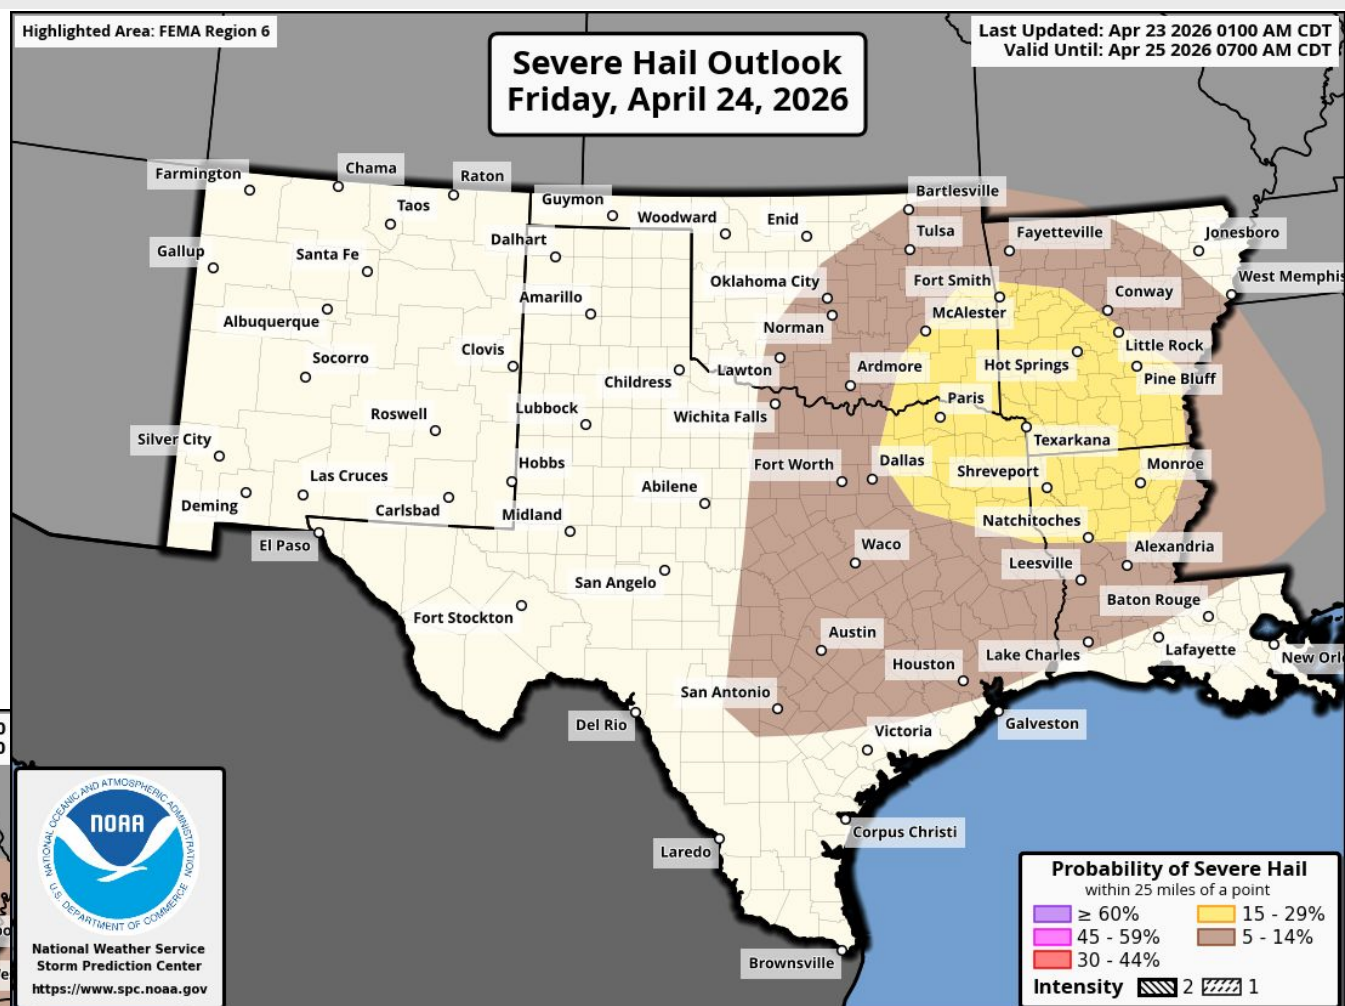 Highlighted Area: FEMA Region 6
Severe Hail Outlook
Friday, April 24, 2026
Last Updated: Apr 23 2026 0100 AM CDT
Valid Until: Apr 25 2026 0700 AM CDT
Farmington
Chama
Raton
Taos
Guymon
Woodward
Enid
Bartlesville
Tulsa
Fayetteville
Jonesboro
Gallup
Santa Fe
Dalhart
Oklahoma City
Fort Smith
Conway
West Memphis
Albuquerque
Amarillo
Norman
McAlester
Little Rock
Socorro
Clovis
Childress
Lawton
Ardmore
Hot Springs
Pine Bluff
Roswell
Lubbock
Wichita Falls
Paris
Texarkana
Silver City
Las Cruces
Hobbs
Abilene
Fort Worth
Dallas
Shreveport
Monroe
Deming
Carlsbad
Midland
Natchitoches
El Paso
San Angelo
Waco
Leesville
Alexandria
Fort Stockton
Austin
Baton Rouge
Houston
Lake Charles
Lafayette
New Orl
San Antonio
Del Rio
Victoria
Galveston
Laredo
Corpus Christi
Brownsville
NATIONAL OCEANIC AND ATMOSPHERIC ADMINISTRATION
NOAA
U.S. DEPARTMENT OF COMMERCE
National Weather Service
Storm Prediction Center
https://www.spc.noaa.gov
Probability of Severe Hail
within 25 miles of a point
≥ 60%
15 - 29%
45 - 59%
5 - 14%
30 - 44%
Intensity 2 1